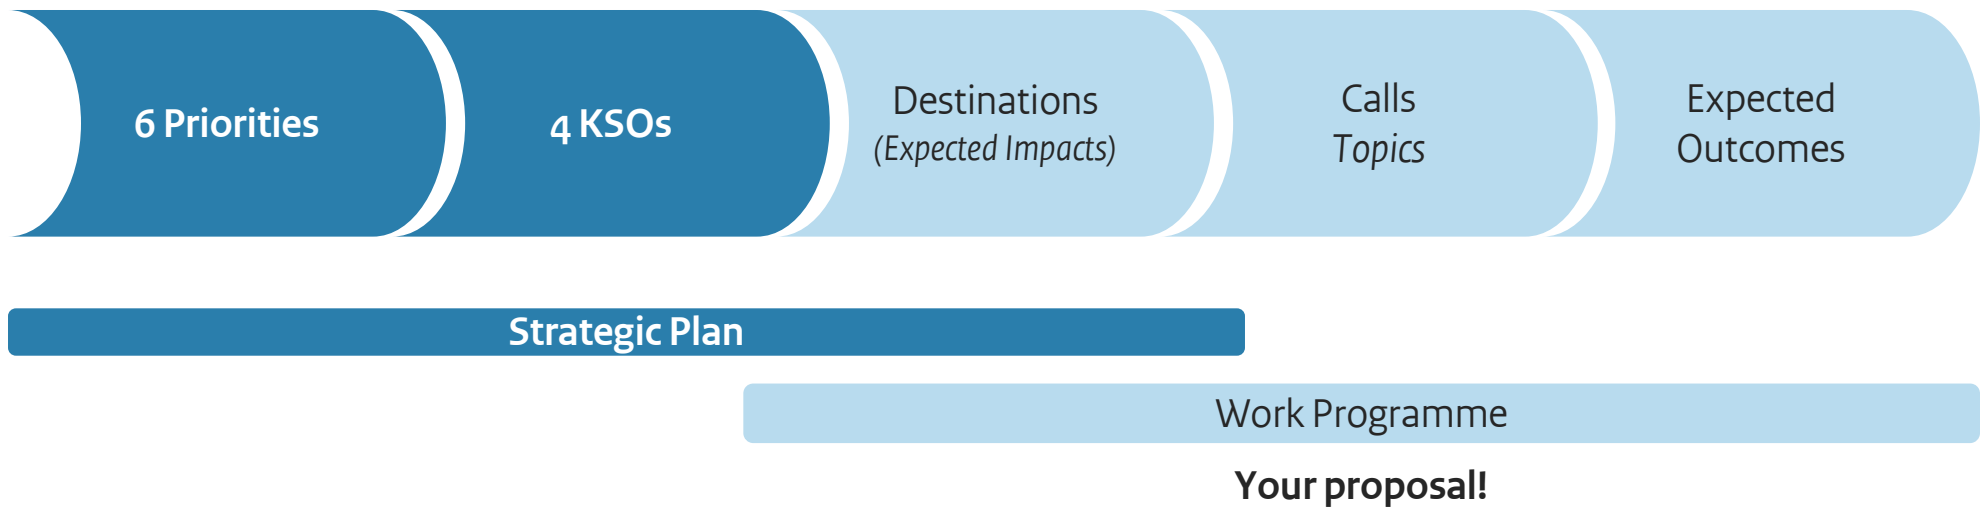 6 Priorities
4 KSOs
Destinations
(Expected Impacts)
Calls
Topics
Expected
Outcomes
Strategic Plan
Work Programme
Your proposal!